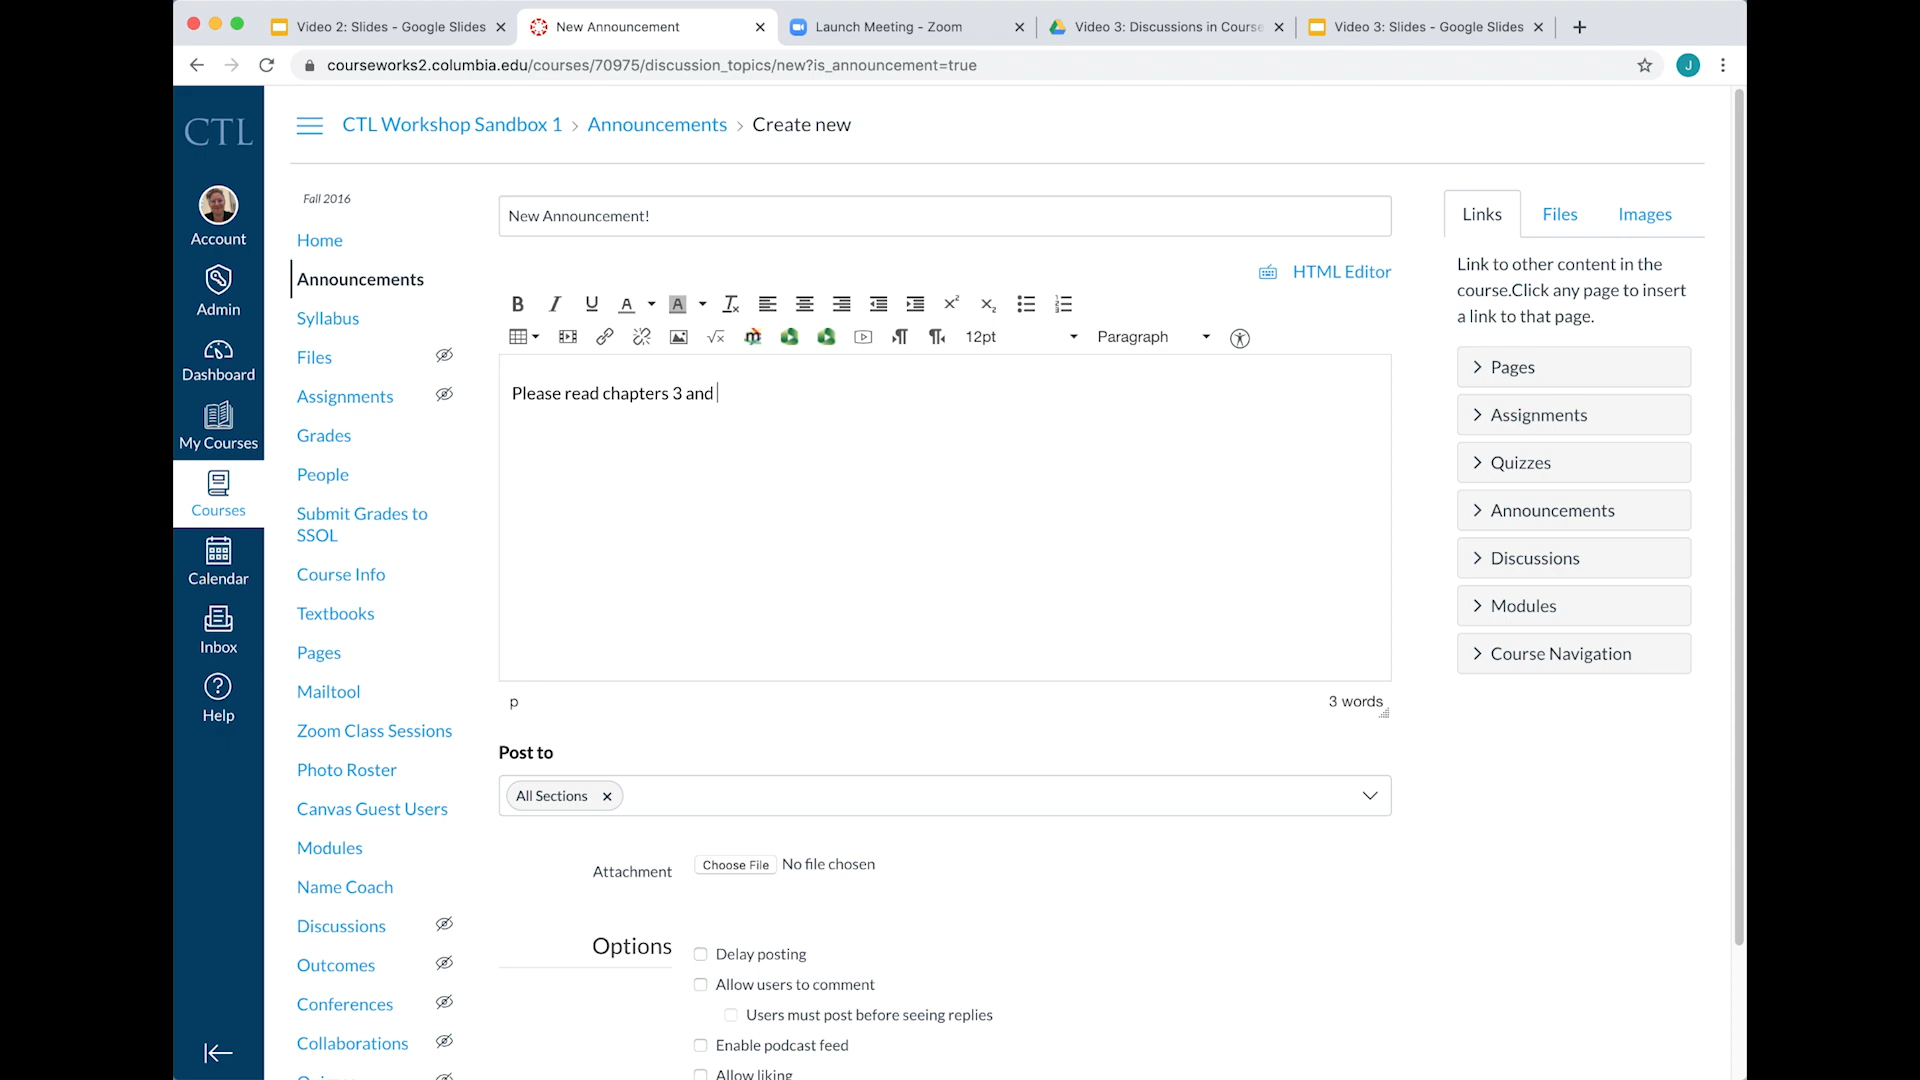 Video 2: Slides - Google Slides
New Announcement
Launch Meeting - Zoom
Video 3: Discussions in Course
Video 3: Slides - Google Slides
courseworks2.columbia.edu/courses/70975/discussion_topics/new?is_announcement=true
J
CTL
Account
Admin
Dashboard
My Courses
Courses
Calendar
Inbox
Help
CTL Workshop Sandbox 1 > Announcements > Create new
Fall 2016
Home
Announcements
Syllabus
Files
Assignments
Grades
People
Submit Grades to
SSOL
Course Info
Textbooks
Pages
Mailtool
Zoom Class Sessions
Photo Roster
Canvas Guest Users
Modules
Name Coach
Discussions
Outcomes
Conferences
Collaborations
New Announcement!
HTML Editor
12pt
Paragraph
Please read chapters 3 and
p
3 words
Post to
All Sections
Attachment
Choose File No file chosen
Options
Delay posting
Allow users to comment
Users must post before seeing replies
Enable podcast feed
Allow liking
Links
Files
Images
Link to other content in the
course.Click any page to insert
a link to that page.
Pages
Assignments
Quizzes
Announcements
Discussions
Modules
Course Navigation